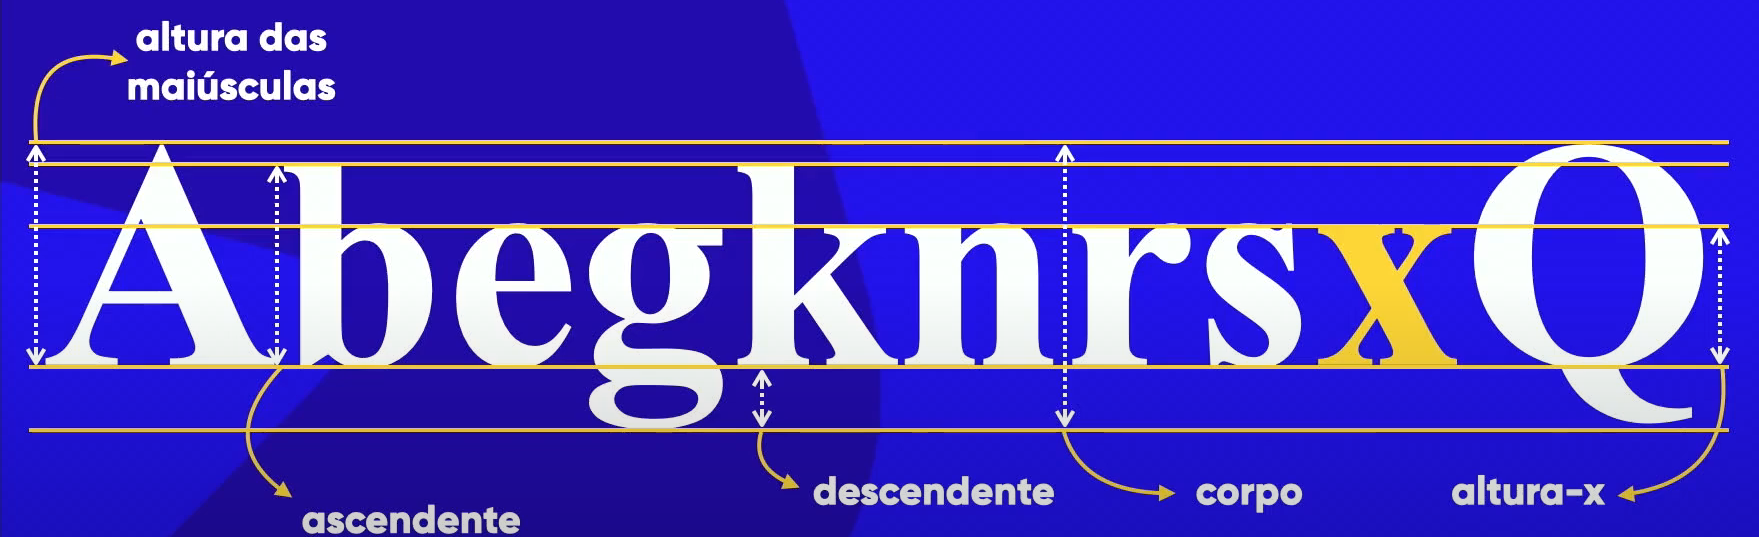 altura das
maiúsculas
AbegknrsxQ
descendente
corpo
altura-x
ascendente